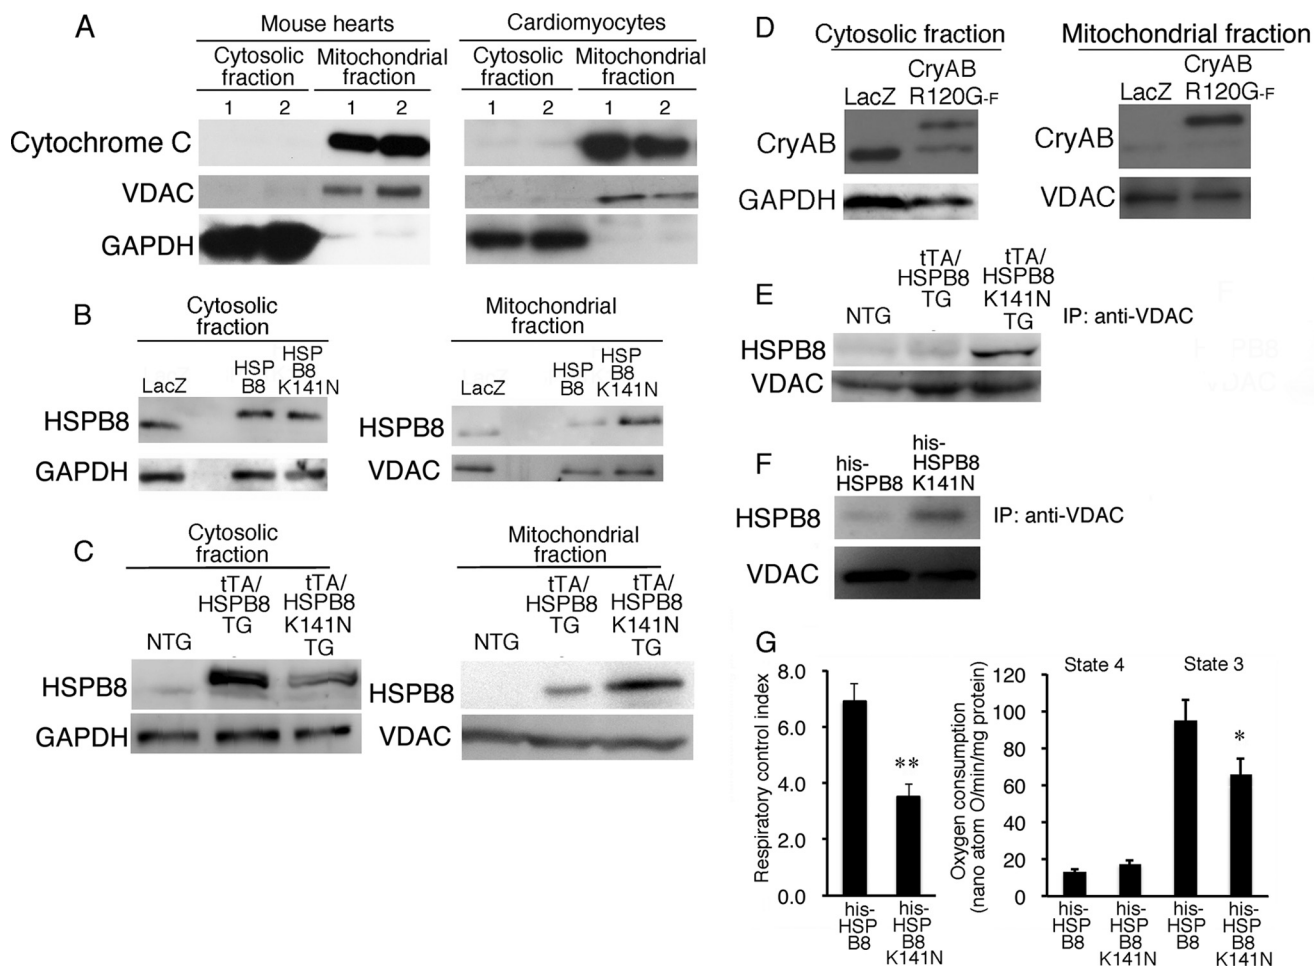 A
Mouse hearts
Cardiomyocytes
Cytosolic fraction
Mitochondrial fraction
Cytosolic fraction
Mitochondrial fraction
1 2 1 2 1 2 1 2
Cytochrome C
VDAC
GAPDH
B
Cytosolic fraction
Mitochondrial fraction
LacZ
HSP B8
HSP B8 K141N
LacZ
HSP B8
HSP B8 K141N
HSPB8
HSPB8
GAPDH
VDAC
C
Cytosolic fraction
Mitochondrial fraction
NTG
tTA/ HSPB8 TG
tTA/ HSPB8 K141N TG
NTG
tTA/ HSPB8 TG
tTA/ HSPB8 K141N TG
HSPB8
HSPB8
GAPDH
VDAC
D
Cytosolic fraction
Mitochondrial fraction
LacZ
CryAB R120G-F
LacZ
CryAB R120G-F
CryAB
CryAB
GAPDH
VDAC
E
NTG
tTA/ HSPB8 TG
tTA/ HSPB8 K141N TG
IP: anti-VDAC
HSPB8
VDAC
F
his- HSPB8
his- HSPB8 K141N
HSPB8
IP: anti-VDAC
VDAC
G
Respiratory control index
8.0
6.0
4.0
2.0
0.0
**
his- HSP B8
his- HSP B8 K141N
Oxygen consumption
(nano atom O/min/mg protein)
120
100
80
60
40
20
0
State 4
State 3
*
his- HSP B8
his- HSP B8 K141N
his- HSP B8
his- HSP B8 K141N